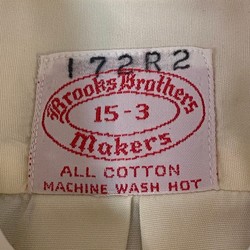 172R2
Brooks Brothers
15-3
Makers
ALL COTTON
MACHINE WASH HOT